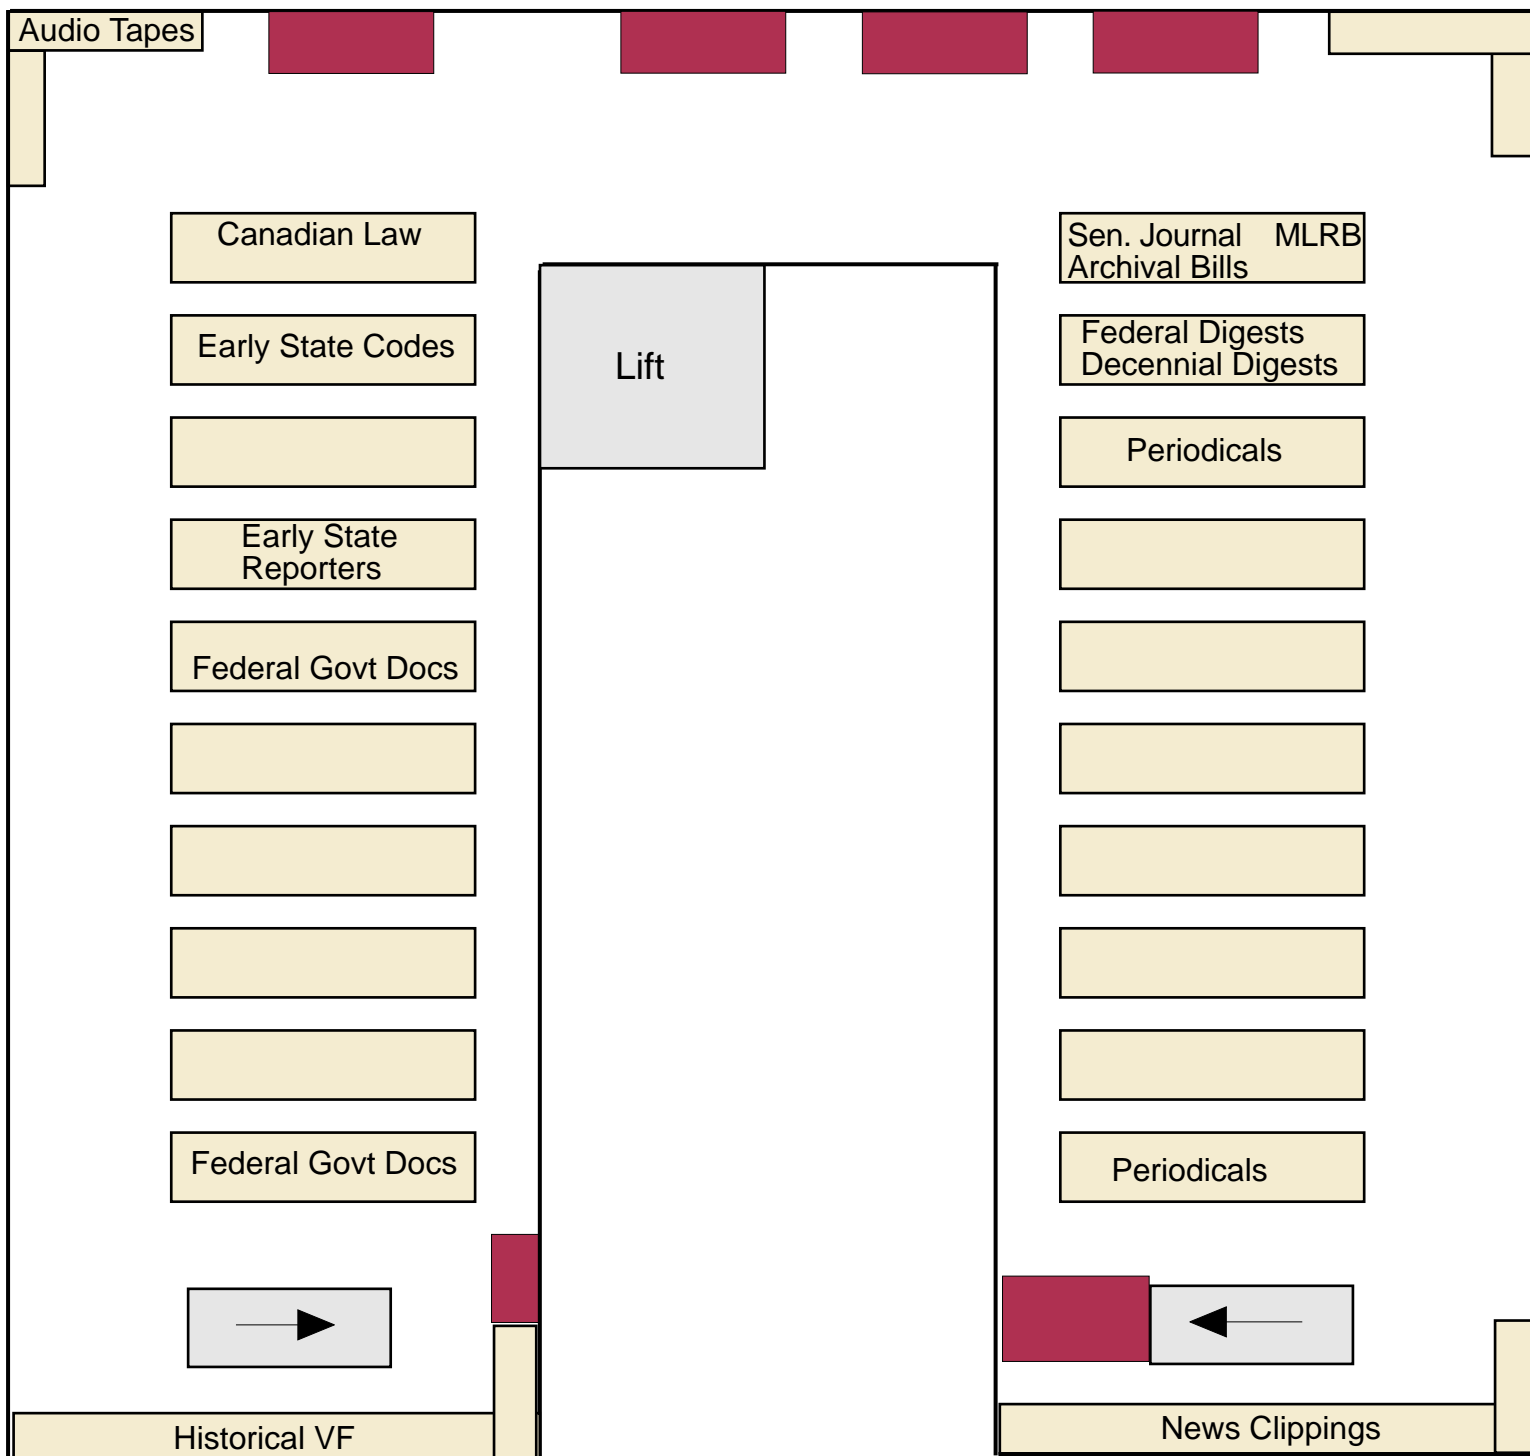 Audio Tapes
Canadian Law
Sen. Journal MLRB
Archival Bills
Early State Codes
Lift
Federal Digests
Decennial Digests
Periodicals
Early State
Reporters
Federal Govt Docs
Federal Govt Docs
Periodicals
Historical VF
News Clippings